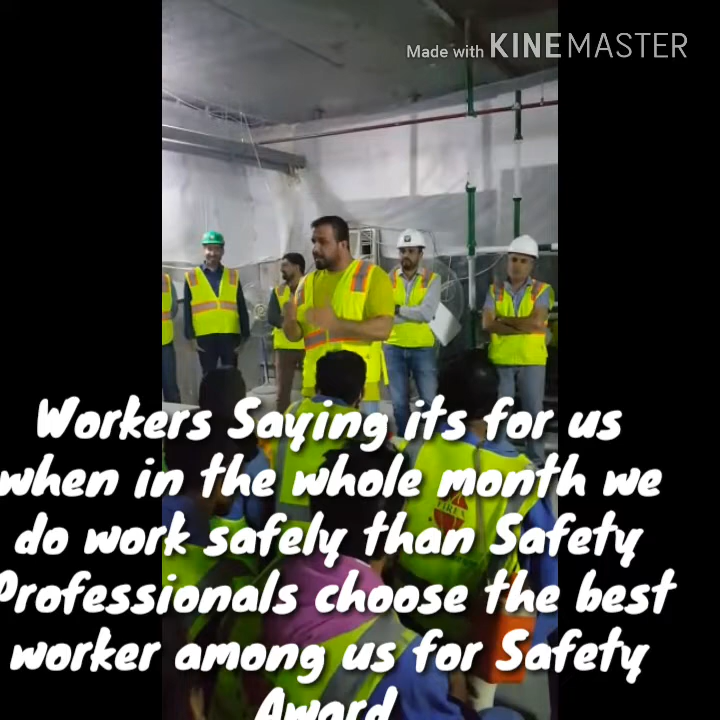 Made with KINEMASTER
Workers Saying its for us
when in the whole month we
do work safely than Safety
Professionals choose the best
worker among us for Safety
Award